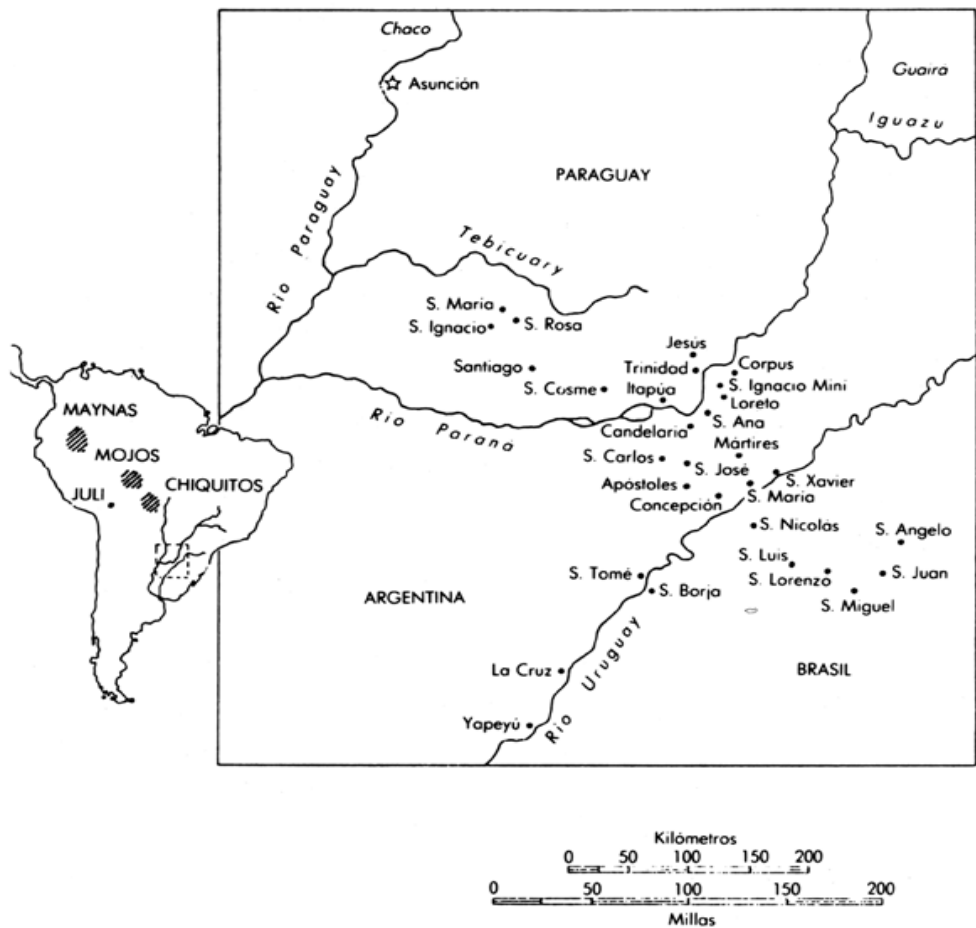 Chaco
Asunción
Guairá
Iguazu
PARAGUAY
Rio Paraguay
Tebicuary
S. Maria
S. Rosa
S. Ignacio
Jesús
Santiago
Trinidad
Corpus
S. Cosme
Itapúa
S. Ignacio Mini
Loreto
Rio Paraná
S. Ana
Candelaria
Mártires
S. Carlos
S. José
S. Xavier
Apóstoles
S. Maria
Concepción
S. Nicolás
S. Angelo
S. Luis
S. Lorenzo
S. Juan
S. Tomé
S. Borja
S. Miguel
ARGENTINA
Rio Uruguay
La Cruz
BRASIL
Yapeyú
MAYNAS
MOJOS
JULI
CHIQUITOS
Kilómetros
0 50 100 150 200
0 50 100 200
Millas